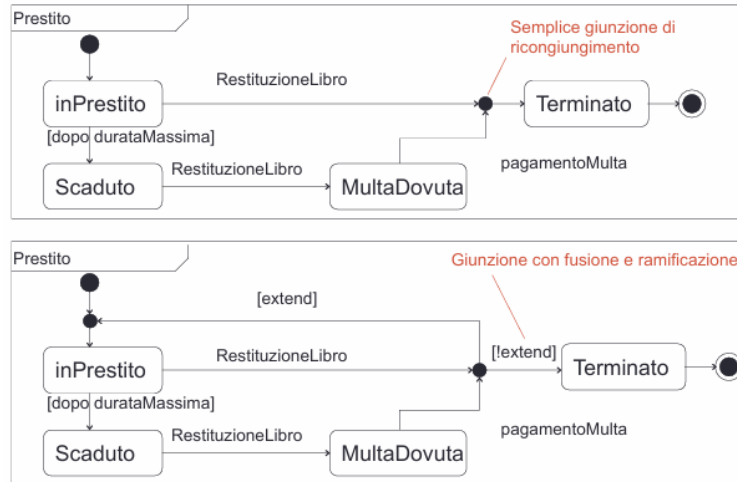 Prestito
Semplice giunzione di
ricongiungimento
RestituzioneLibro
inPrestito
Terminato
[dopo durataMassima]
RestituzioneLibro
pagamentoMulta
Scaduto
MultaDovuta
Prestito
Giunzione con fusione e ramificazione
[extend]
[!extend]
RestituzioneLibro
inPrestito
Terminato
[dopo durataMassima]
RestituzioneLibro
pagamentoMulta
Scaduto
MultaDovuta